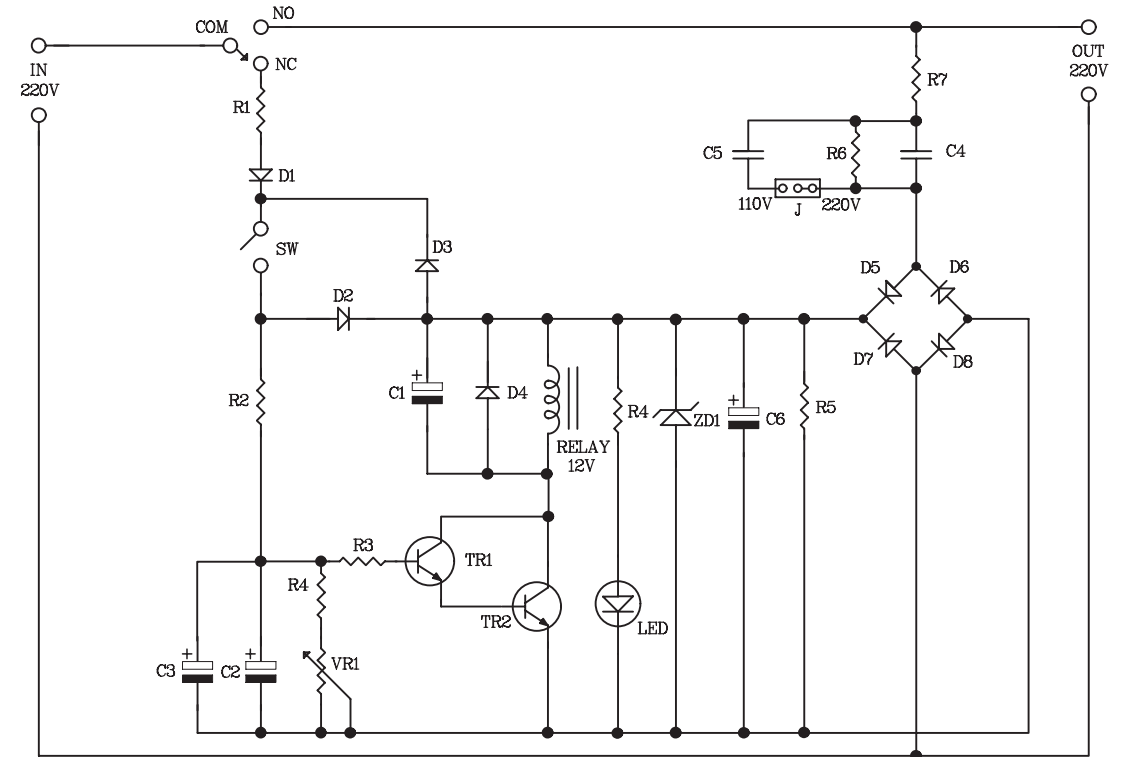 NO
COM
IN
220V
NC
OUT
220V
R1
R7
D1
C5
R6
C4
110V
J
220V
SW
D3
D5
D6
D2
D7
D8
R2
+
C1
D4
R4
ZD1
+
C6
R5
RELAY
12V
R3
TR1
R4
TR2
LED
+
C3
+
C2
VR1